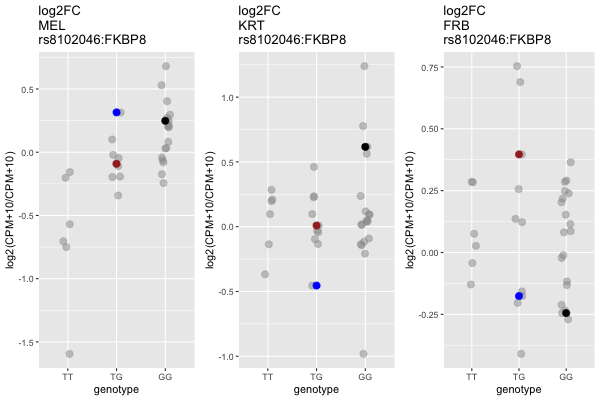 log2FC
MEL
rs8102046:FKBP8
log2(CPM+10/CPM+10)
0.5
0.0
-0.5
-1.0
-1.5
TT TG GG
genotype
log2FC
KRT
rs8102046:FKBP8
log2(CPM+10/CPM+10)
1.0
0.5
0.0
-0.5
-1.0
TT TG GG
genotype
log2FC
FRB
rs8102046:FKBP8
log2(CPM+10/CPM+10)
0.75
0.50
0.25
0.00
-0.25
TT TG GG
genotype